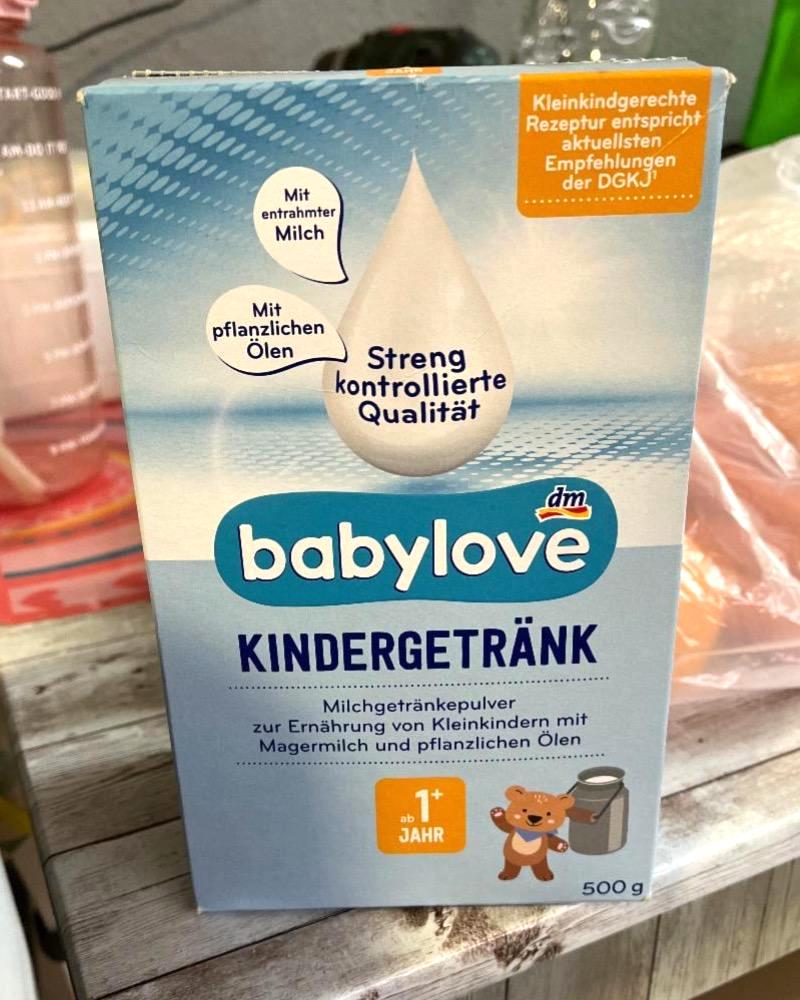 Kleinkindgerechte
Rezeptur entspricht
aktuellsten
Empfehlungen
der DGKJ¹
Mit
entrahmter
Milch
Mit
pflanzlichen
Ölen
Streng
kontrollierte
Qualität
dm
babylove
KINDERGETRÄNK
Milchgetränkepulver
zur Ernährung von Kleinkindern mit
Magermilch und pflanzlichen Ölen
ab 1+
JAHR
500 g